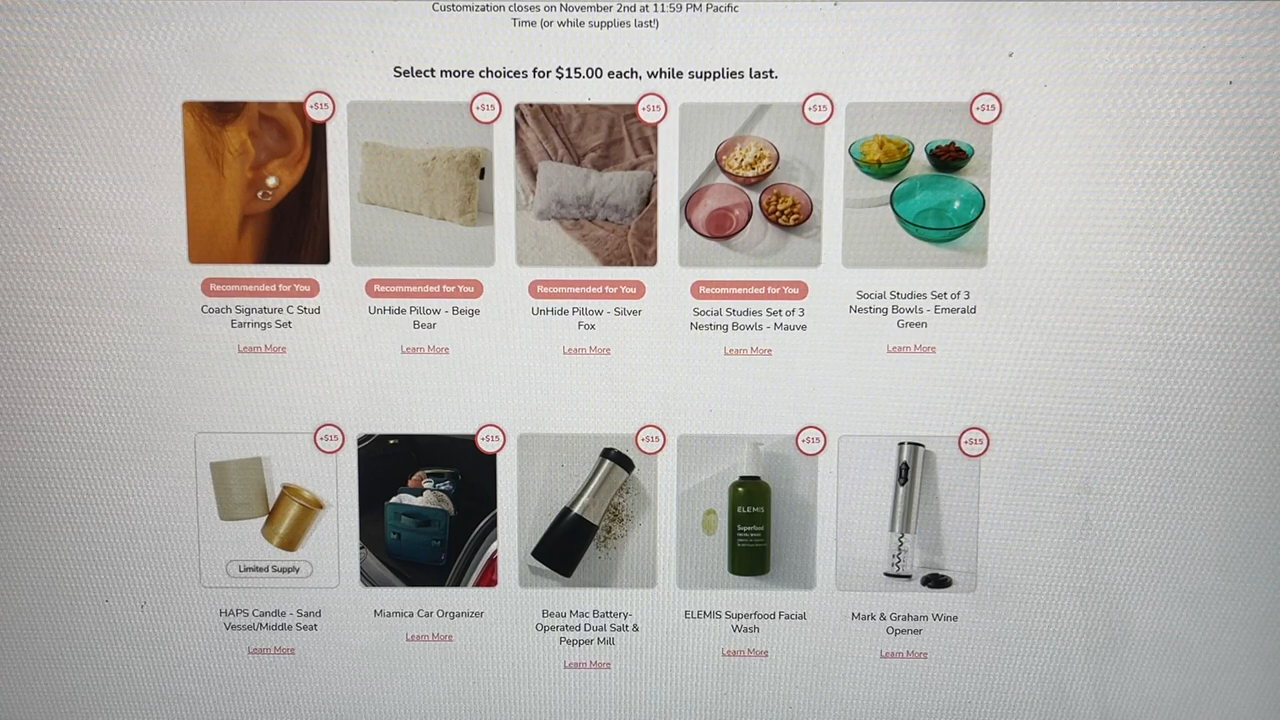 Customization closes on November 2nd at 11:59 PM Pacific
Time (or while supplies last!)
Select more choices for $15.00 each, while supplies last.
+$15
+$15
+$15
+$15
+$15
Recommended for You
Coach Signature C Stud
Earrings Set
Learn More
Recommended for You
UnHide Pillow - Beige
Bear
Learn More
Recommended for You
UnHide Pillow - Silver
Fox
Learn More
Recommended for You
Social Studies Set of 3
Nesting Bowls - Mauve
Learn More
Social Studies Set of 3
Nesting Bowls - Emerald
Green
Learn More
+$15
+$15
+$15
+$15
+$15
Limited Supply
HAPS Candle - Sand
Vessel/Middle Seat
Learn More
Miamica Car Organizer
Learn More
Beau Mac Battery-
Operated Dual Salt &
Pepper Mill
Learn More
ELEMIS
Superfood
FACIAL WASH
ELEMIS Superfood Facial
Wash
Learn More
Mark & Graham Wine
Opener
Learn More